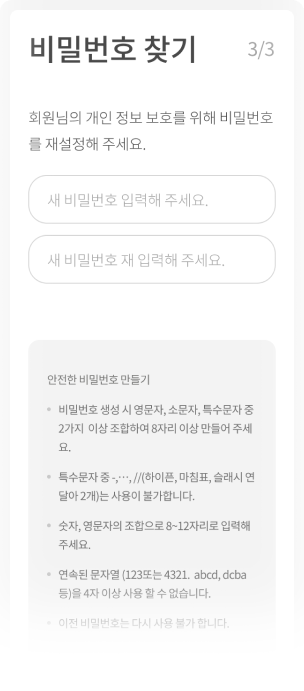 비밀번호 찾기 3/3
회원님의 개인 정보 보호를 위해 비밀번호
를 재설정해 주세요.
새 비밀번호 입력해 주세요.
새 비밀번호 재 입력해 주세요.
안전한 비밀번호 만들기
• 비밀번호 생성 시 영문자, 소문자, 특수문자 중
2가지 이상 조합하여 8자리 이상 만들어 주세
요.
• 특수문자 중 -,…, //(하이픈, 마침표, 슬래시 연
달아 2개)는 사용이 불가합니다.
• 숫자, 영문자의 조합으로 8~12자리로 입력해
주세요.
• 연속된 문자열 (123또는 4321. abcd, dcba
등)을 4자 이상 사용 할 수 없습니다.
• 이전 비밀번호는 다시 사용 불가 합니다.